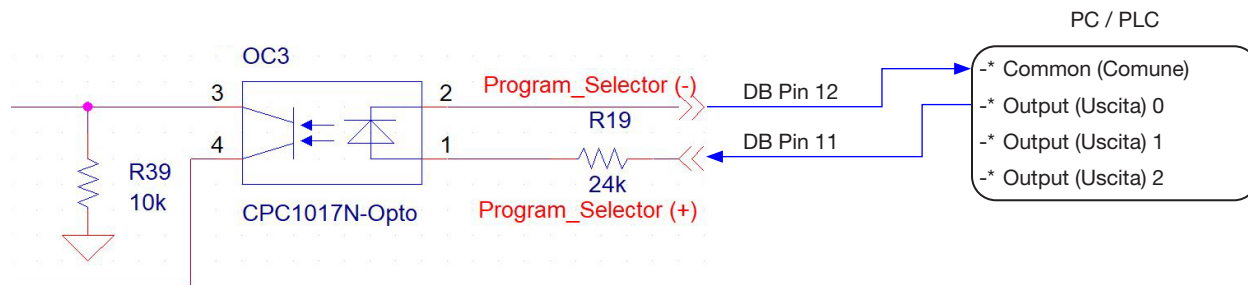 PC / PLC
OC3
3
2
Program_Selector (-)
DB Pin 12
-* Common (Comune)
R19
-* Output (Uscita) 0
4
1
DB Pin 11
-* Output (Uscita) 1
R39
10k
24k
-* Output (Uscita) 2
CPC1017N-Opto
Program_Selector (+)